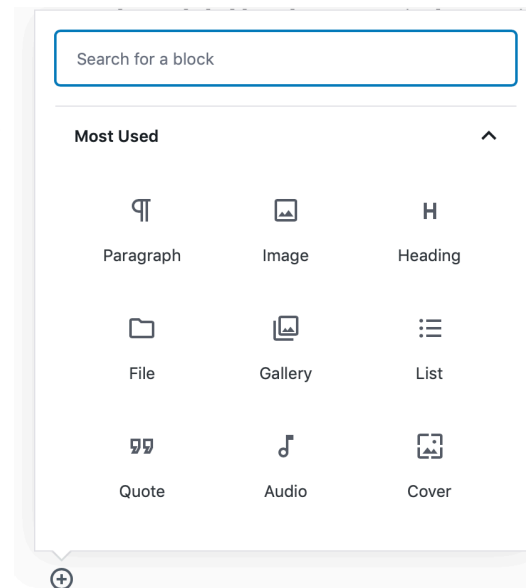 Search for a block
Most Used
Paragraph Image Heading
File Gallery List
Quote Audio Cover